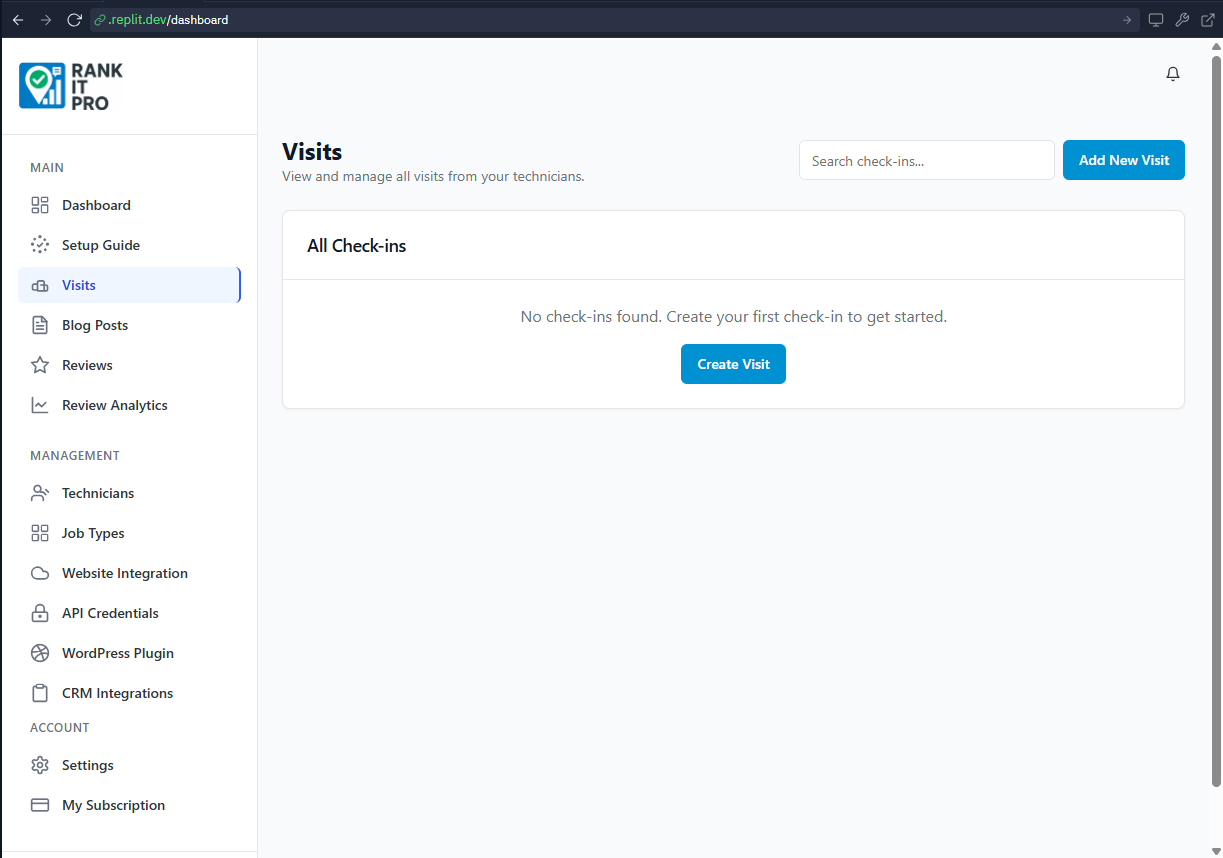 .replit.dev/dashboard
RANK
IT
PRO
MAIN
Dashboard
Setup Guide
Visits
Blog Posts
Reviews
Review Analytics
MANAGEMENT
Technicians
Job Types
Website Integration
API Credentials
WordPress Plugin
CRM Integrations
ACCOUNT
Settings
My Subscription
Visits
View and manage all visits from your technicians.
Search check-ins...
Add New Visit
All Check-ins
No check-ins found. Create your first check-in to get started.
Create Visit